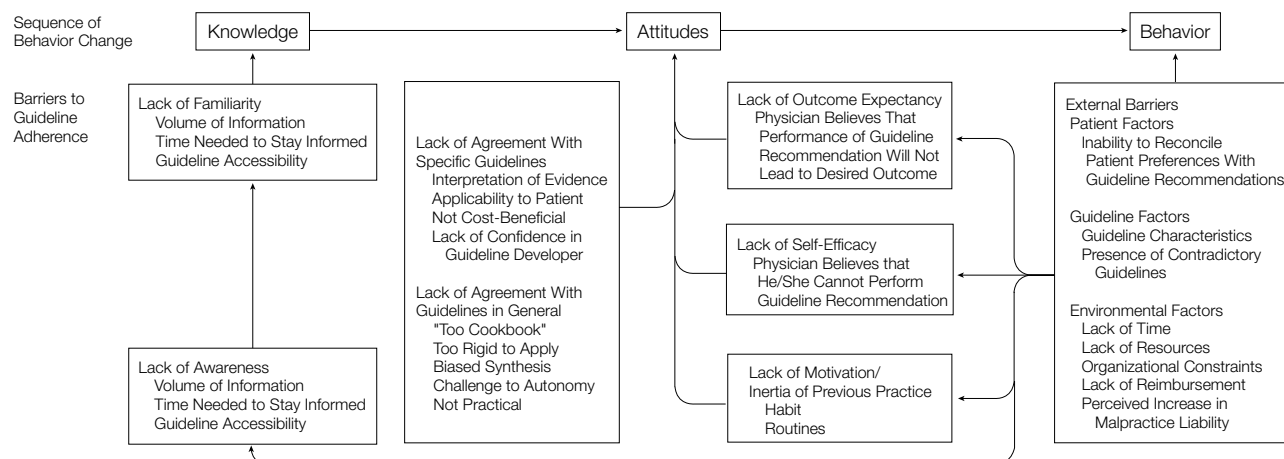 Sequence of
Behavior Change
Knowledge
Attitudes
Behavior
Barriers to
Guideline
Adherence
Lack of Familiarity
Volume of Information
Time Needed to Stay Informed
Guideline Accessibility
Lack of Awareness
Volume of Information
Time Needed to Stay Informed
Guideline Accessibility
Lack of Agreement With
Specific Guidelines
Interpretation of Evidence
Applicability to Patient
Not Cost-Beneficial
Lack of Confidence in
Guideline Developer
Lack of Agreement With
Guidelines in General
"Too Cookbook"
Too Rigid to Apply
Biased Synthesis
Challenge to Autonomy
Not Practical
Lack of Outcome Expectancy
Physician Believes That
Performance of Guideline
Recommendation Will Not
Lead to Desired Outcome
Lack of Self-Efficacy
Physician Believes that
He/She Cannot Perform
Guideline Recommendation
Lack of Motivation/
Inertia of Previous Practice
Habit
Routines
External Barriers
Patient Factors
Inability to Reconcile
Patient Preferences With
Guideline Recommendations
Guideline Factors
Guideline Characteristics
Presence of Contradictory
Guidelines
Environmental Factors
Lack of Time
Lack of Resources
Organizational Constraints
Lack of Reimbursement
Perceived Increase in
Malpractice Liability